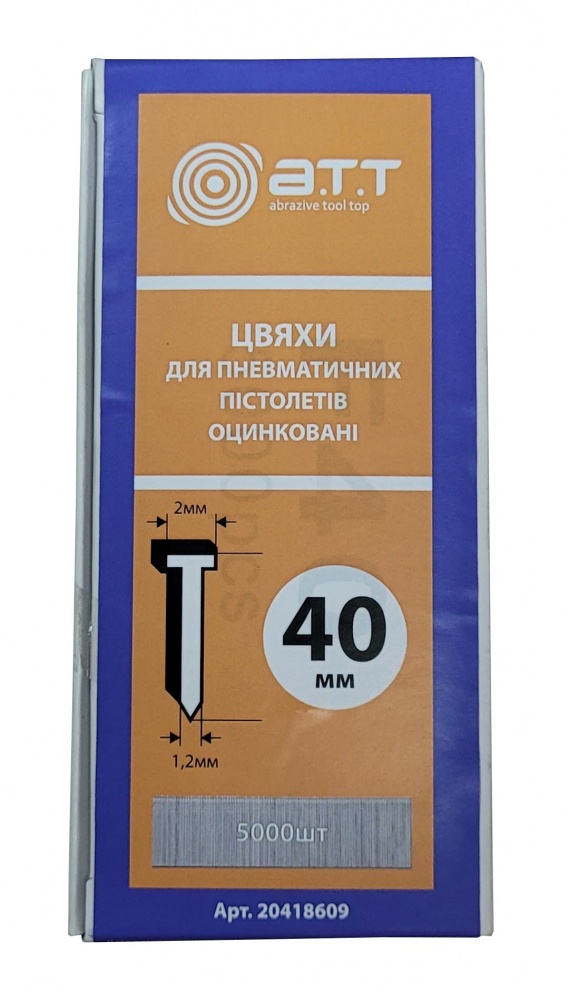 a.т.т
abrazive tool top
ЦВЯХИ
ДЛЯ ПНЕВМАТИЧНИХ
ПІСТОЛЕТІВ
ОЦИНКОВАНІ
2мм
40
мм
1,2мм
5000шт
Арт. 20418609